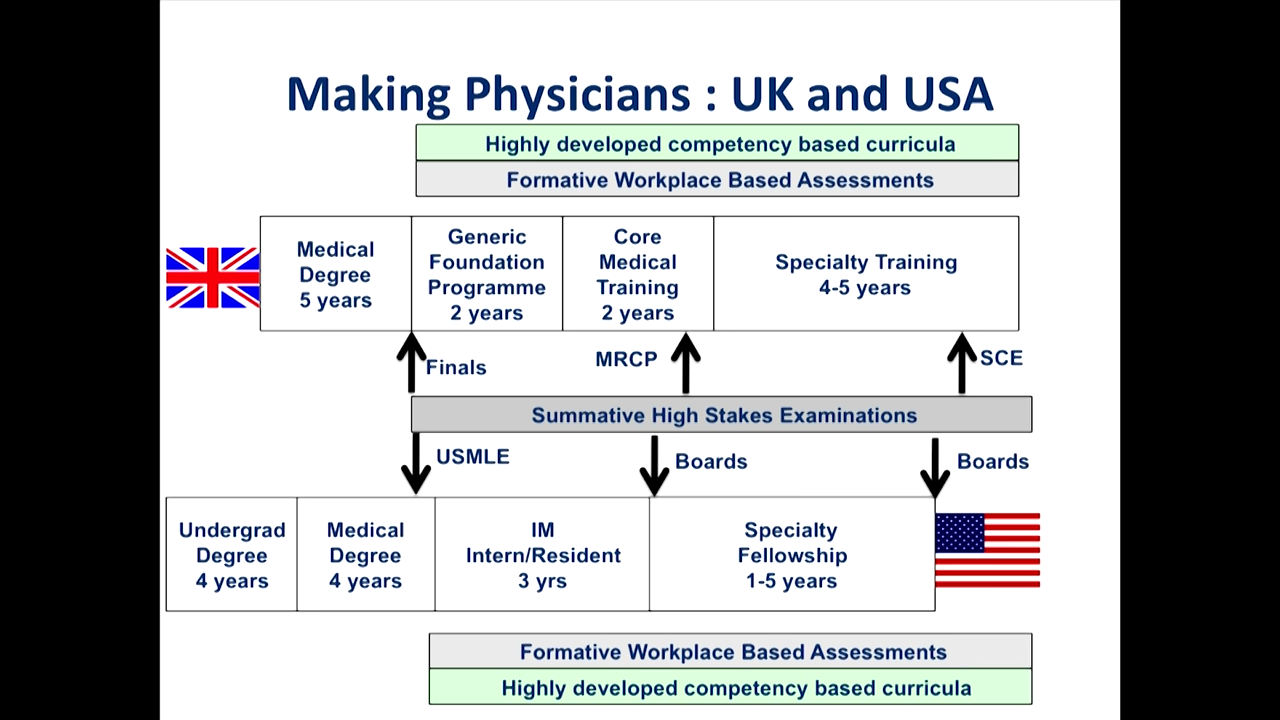 Making Physicians : UK and USA
Highly developed competency based curricula
Formative Workplace Based Assessments
Medical
Degree
5 years
Generic
Foundation
Programme
2 years
Core
Medical
Training
2 years
Specialty Training
4-5 years
Finals
MRCP
SCE
Summative High Stakes Examinations
USMLE
Boards
Boards
Undergrad
Degree
4 years
Medical
Degree
4 years
IM
Intern/Resident
3 yrs
Specialty
Fellowship
1-5 years
Formative Workplace Based Assessments
Highly developed competency based curricula